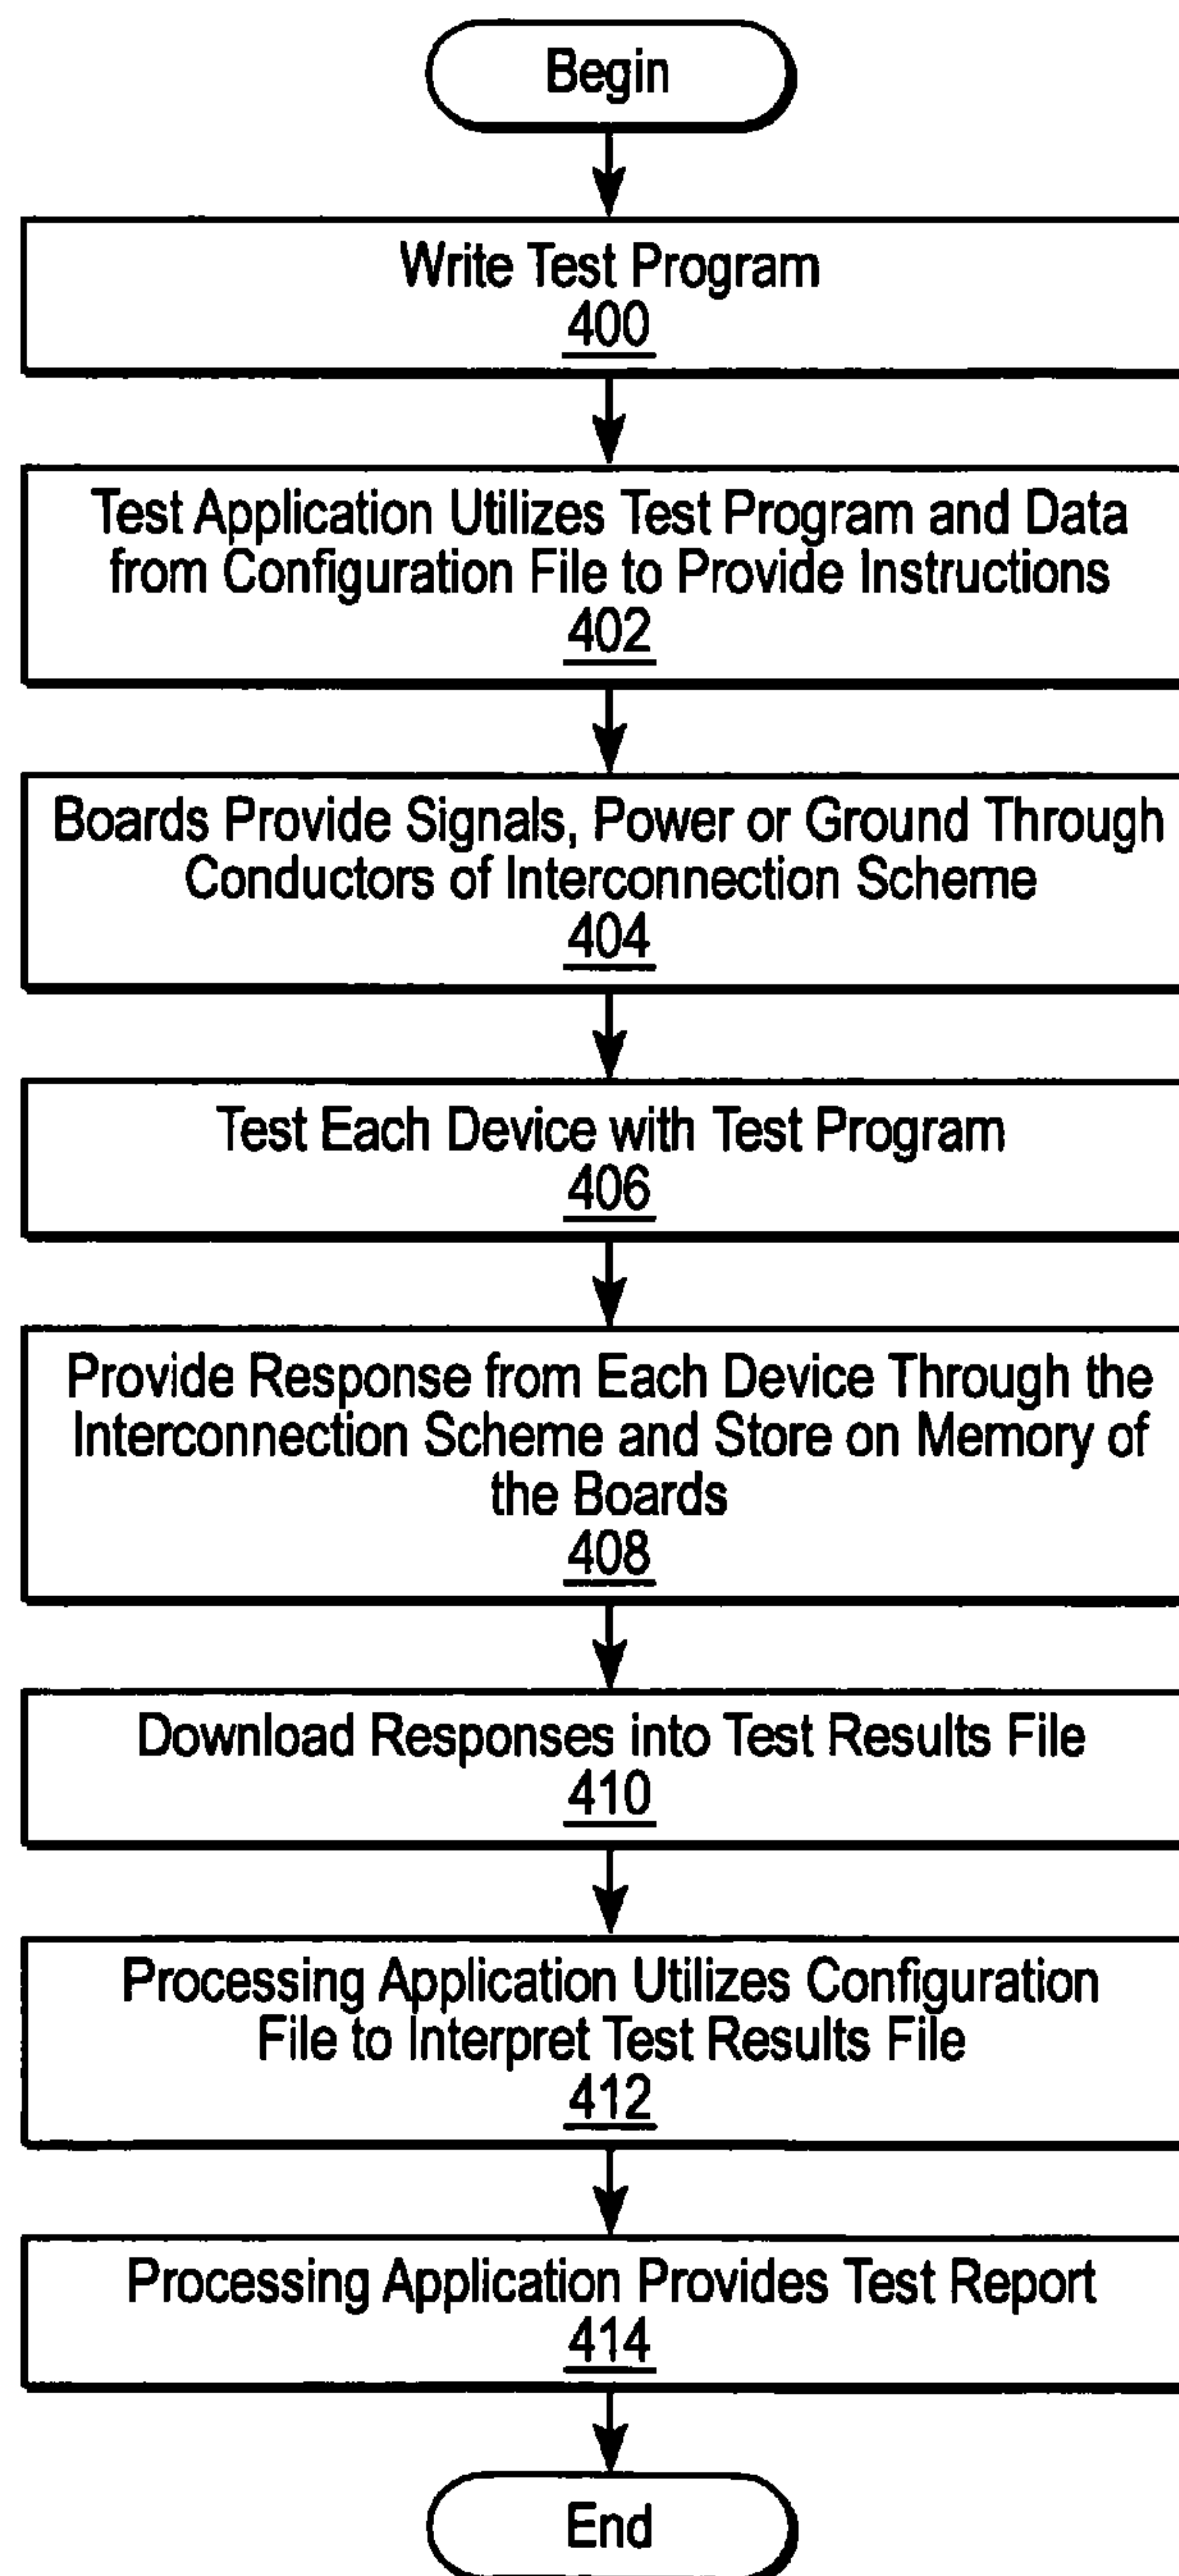 Begin
Write Test Program
400
Test Application Utilizes Test Program and Data
from Configuration File to Provide Instructions
402
Boards Provide Signals, Power or Ground Through
Conductors of Interconnection Scheme
404
Test Each Device with Test Program
406
Provide Response from Each Device Through the
Interconnection Scheme and Store on Memory of
the Boards
408
Download Responses into Test Results File
410
Processing Application Utilizes Configuration
File to Interpret Test Results File
412
Processing Application Provides Test Report
414
End